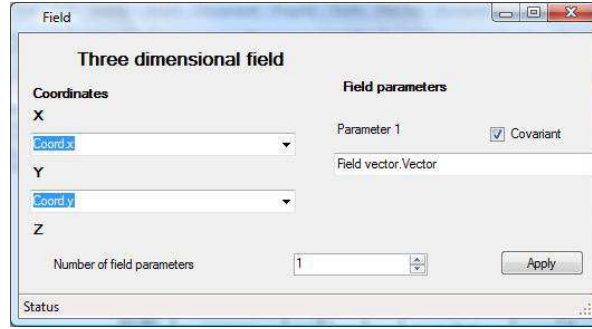 Field
Three dimensional field
Coordinates
X
Coord.x
Y
Coord.y
Z
Field parameters
Parameter 1
Covariant
Field vector.Vector
Number of field parameters
1
Apply
Status